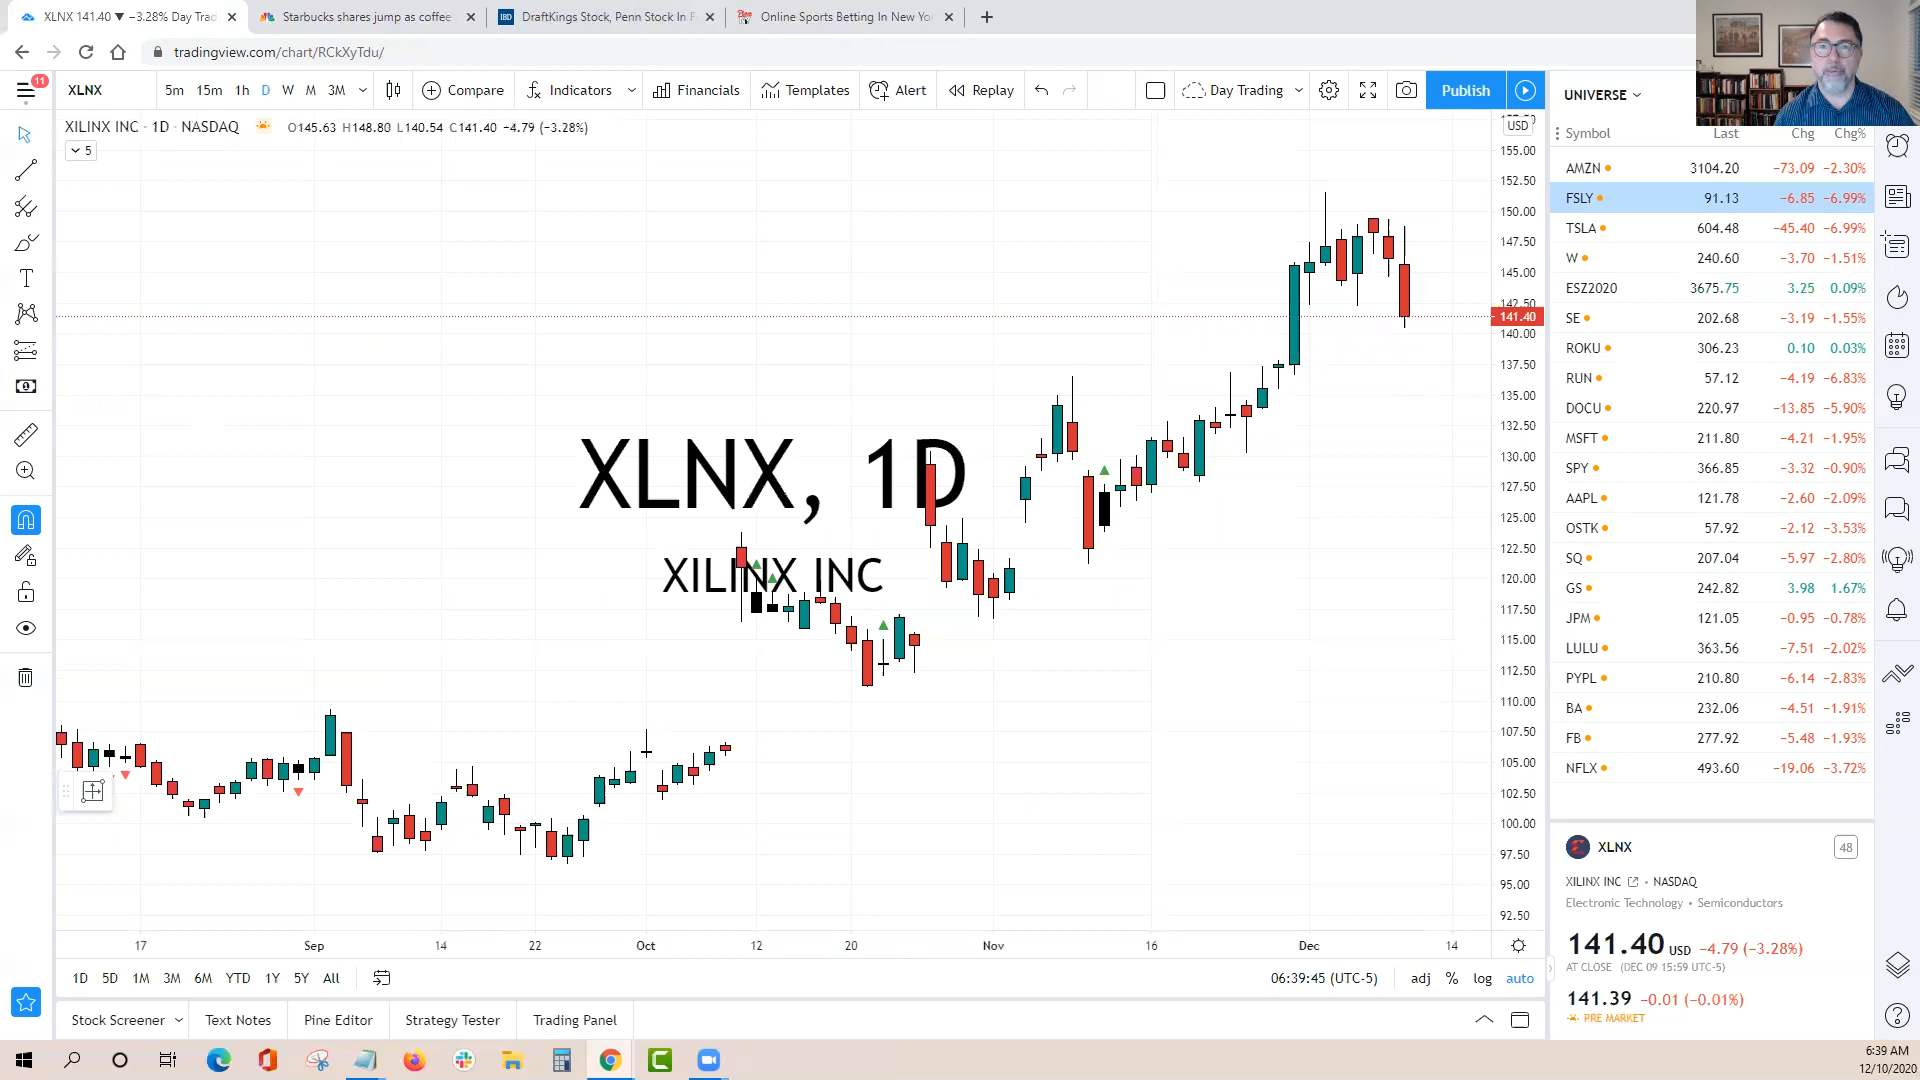 XLNX 141.40 ▼ −3.28% Day Trad
Starbucks shares jump as coffee
IBD DraftKings Stock, Penn Stock In F
Online Sports Betting In New Yo
tradingview.com/chart/RCkXyTdu/
11
XLNX 5m 15m 1h D W M 3M Compare Indicators Financials Templates Alert Replay Day Trading Publish
XILINX INC · 1D · NASDAQ O145.63 H148.80 L140.54 C141.40 −4.79 (−3.28%)
5
XLNX, 1D
XILINX INC
USD
155.00
152.50
150.00
147.50
145.00
142.50
141.40
140.00
137.50
135.00
132.50
130.00
127.50
125.00
122.50
120.00
117.50
115.00
112.50
110.00
107.50
105.00
102.50
100.00
97.50
95.00
92.50
17 Sep 14 22 Oct 12 20 Nov 16 Dec 14
1D 5D 1M 3M 6M YTD 1Y 5Y All
06:39:45 (UTC-5) adj % log auto
Stock Screener Text Notes Pine Editor Strategy Tester Trading Panel
UNIVERSE
Symbol Last Chg Chg%
AMZN 3104.20 −73.09 −2.30%
FSLY 91.13 −6.85 −6.99%
TSLA 604.48 −45.40 −6.99%
W 240.60 −3.70 −1.51%
ESZ2020 3675.75 3.25 0.09%
SE 202.68 −3.19 −1.55%
ROKU 306.23 0.10 0.03%
RUN 57.12 −4.19 −6.83%
DOCU 220.97 −13.85 −5.90%
MSFT 211.80 −4.21 −1.95%
SPY 366.85 −3.32 −0.90%
AAPL 121.78 −2.60 −2.09%
OSTK 57.92 −2.12 −3.53%
SQ 207.04 −5.97 −2.80%
GS 242.82 3.98 1.67%
JPM 121.05 −0.95 −0.78%
LULU 363.56 −7.51 −2.02%
PYPL 210.80 −6.14 −2.83%
BA 232.06 −4.51 −1.91%
FB 277.92 −5.48 −1.93%
NFLX 493.60 −19.06 −3.72%
XLNX 48
XILINX INC • NASDAQ
Electronic Technology • Semiconductors
141.40 USD −4.79 (−3.28%)
AT CLOSE (DEC 09 15:59 UTC-5)
141.39 −0.01 (−0.01%)
PRE MARKET
6:39 AM
12/10/2020